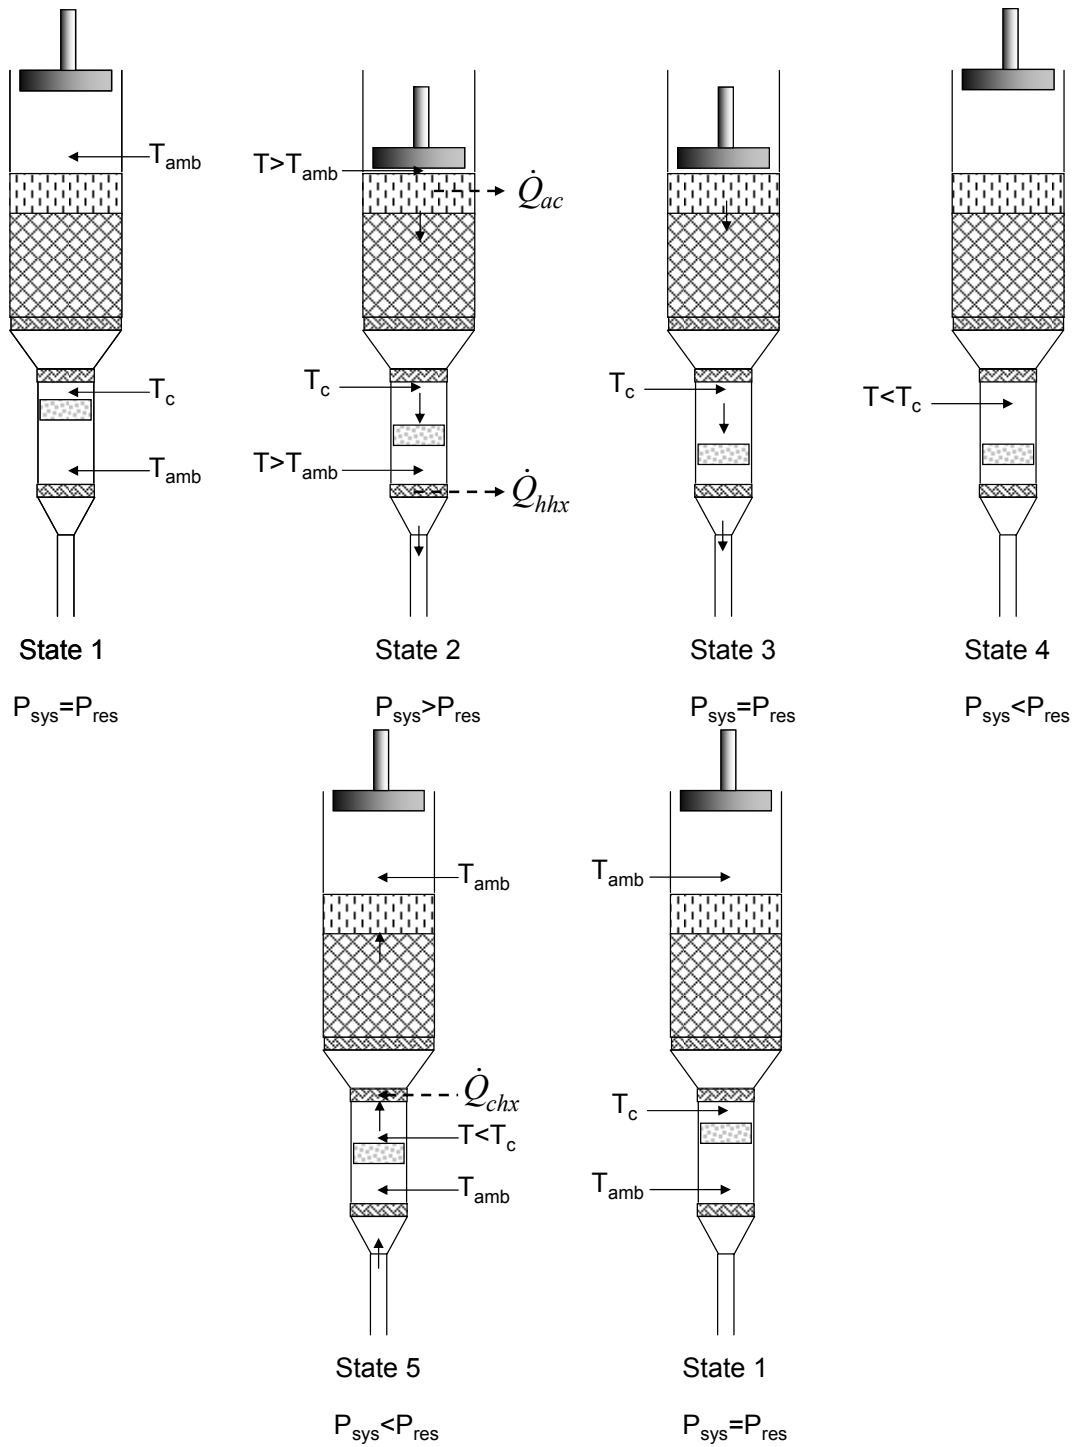 T_amb
T_c
T_amb
State 1
P_sys=P_res
T>T_amb
Q̇_ac
T_c
T>T_amb
Q̇_hhx
State 2
P_sys>P_res
T_c
State 3
P_sys=P_res
T<T_c
State 4
P_sys<P_res
T_amb
Q̇_chx
T<T_c
T_amb
State 5
P_sys<P_res
T_amb
T_c
T_amb
State 1
P_sys=P_res